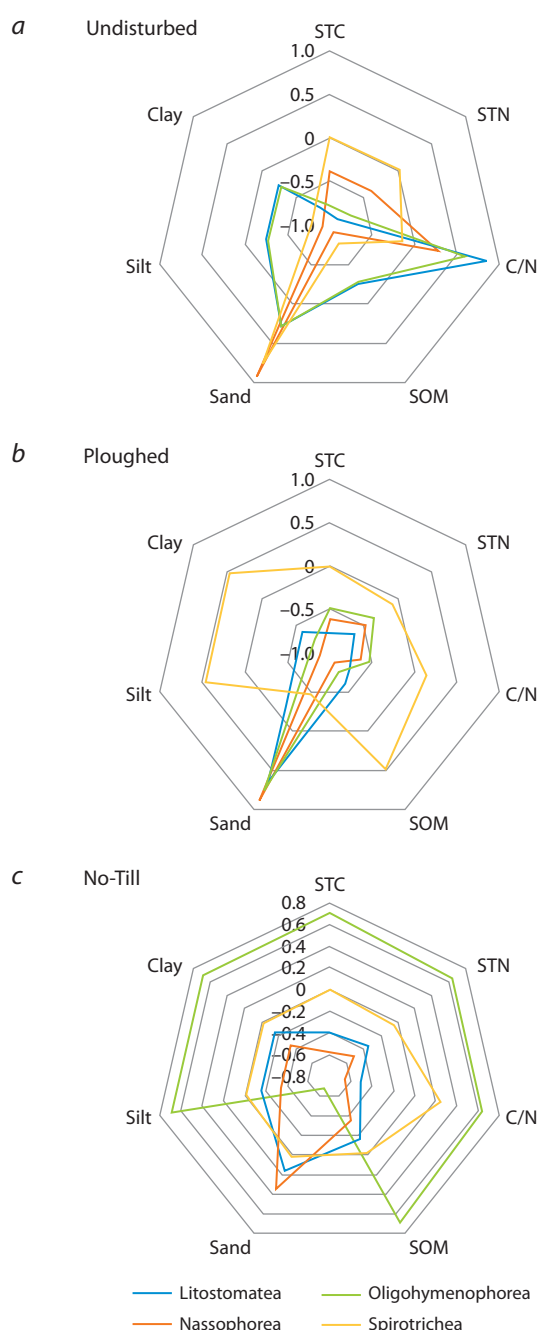 a Undisturbed
STC
1.0
0.5
0
−0.5
−1.0
Clay
STN
Silt
C/N
Sand
SOM
b Ploughed
STC
1.0
0.5
0
−0.5
−1.0
Clay
STN
Silt
C/N
Sand
SOM
c No-Till
STC
0.8
0.6
0.4
0.2
0
−0.2
−0.4
−0.6
−0.8
Clay
STN
Silt
C/N
Sand
SOM
Litostomatea
Oligohymenophorea
Nassophorea
Spirotrichea